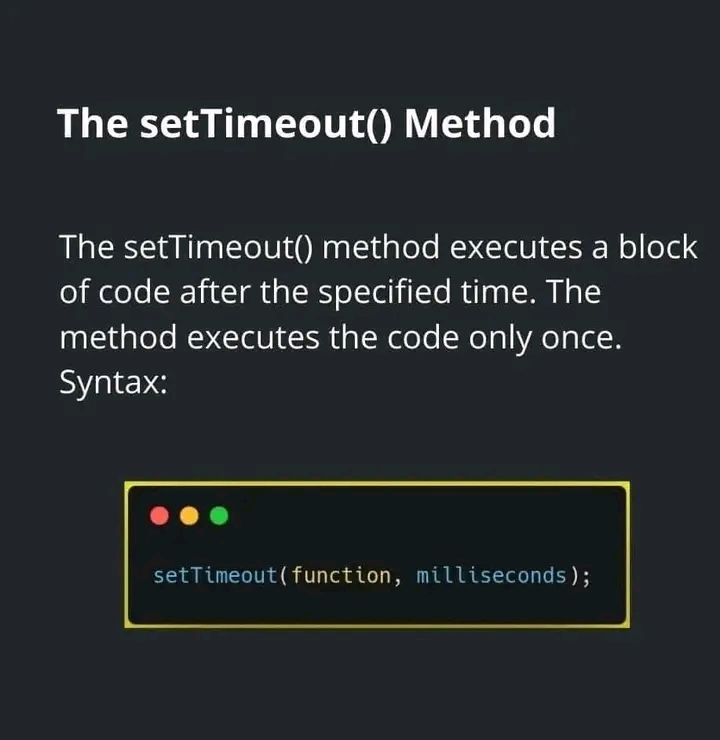 The setTimeout() Method
The setTimeout() method executes a block
of code after the specified time. The
method executes the code only once.
Syntax:
setTimeout(function, milliseconds);